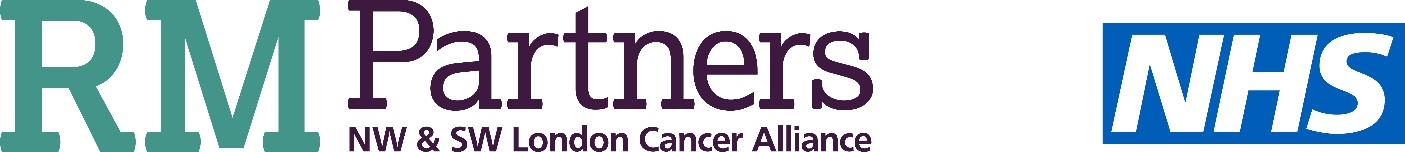 RM Partners
NW & SW London Cancer Alliance
NHS